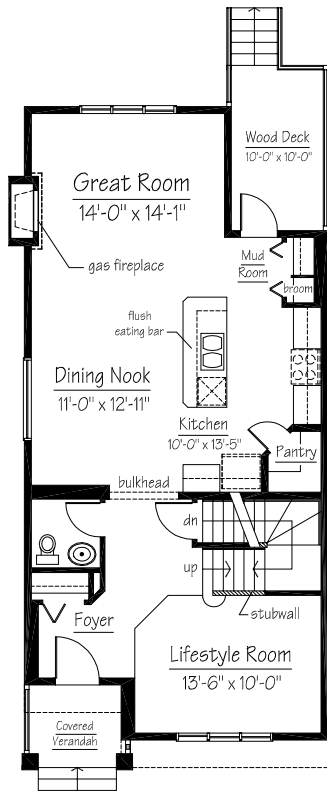 Wood Deck
10'-0" x 10'-0"
Great Room
14'-0" x 14'-1"
gas fireplace
Mud
Room
broom
flush
eating bar
Dining Nook
11'-0" x 12'-11"
Kitchen
10'-0" x 13'-5"
Pantry
bulkhead
dn
up
stubwall
Foyer
Lifestyle Room
13'-6" x 10'-0"
Covered
Verandah